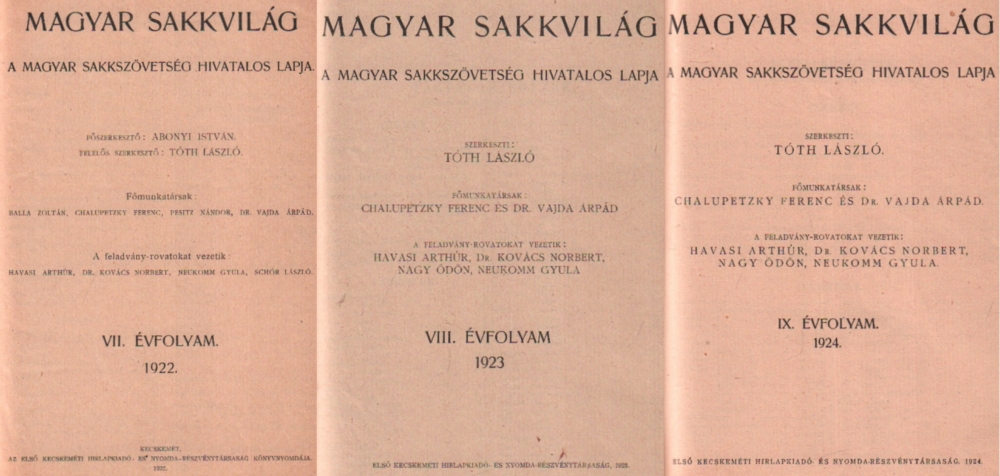 MAGYAR SAKKVILÁG
A MAGYAR SAKKSZÖVETSÉG HIVATALOS LAPJA.
FŐSZERKESZTŐ: ABONYI ISTVÁN.
FELELŐS SZERKESZTŐ: TÓTH LÁSZLÓ.
Főmunkatársak:
BALLA ZOLTÁN, CHALUPETZKY FERENC, FESITZ NÁNDOR, DR. VAJDA ÁRPÁD.
A feladvány-rovatokat vezetik:
HAVASI ARTHÚR, DR. KOVÁCS NORBERT, NEUKOMM GYULA, SCHÓR LÁSZLÓ.
VII. ÉVFOLYAM.
1922.
KECSKEMÉT,
AZ ELSŐ KECSKEMÉTI HIRLAPKIADÓ- ÉS NYOMDA-RÉSZVÉNYTÁRSASÁG KÖNYVNYOMDÁJA.
1922.
MAGYAR SAKKVILÁG
A MAGYAR SAKKSZÖVETSÉG HIVATALOS LAPJA
SZERKESZTI:
TÓTH LÁSZLÓ
FŐMUNKATÁRSAK:
CHALUPETZKY FERENC ÉS DR. VAJDA ÁRPÁD
A FELADVÁNY-ROVATOKAT VEZETIK:
HAVASI ARTHÚR, DR. KOVÁCS NORBERT,
NAGY ÖDÖN, NEUKOMM GYULA
VIII. ÉVFOLYAM
1923
ELSŐ KECSKEMÉTI HIRLAPKIADÓ- ÉS NYOMDA-RÉSZVÉNYTÁRSASÁG, 1923.
MAGYAR SAKKVILÁG
A MAGYAR SAKKSZÖVETSÉG HIVATALOS LAPJA
SZERKESZTI:
TÓTH LÁSZLÓ.
FŐMUNKATÁRSAK:
CHALUPETZKY FERENC ÉS DR. VAJDA ÁRPÁD.
A FELADVÁNY-ROVATOKAT VEZETIK:
HAVASI ARTHÚR, DR. KOVÁCS NORBERT,
NAGY ÖDÖN, NEUKOMM GYULA.
IX. ÉVFOLYAM.
1924.
ELSŐ KECSKEMÉTI HIRLAPKIADÓ- ÉS NYOMDA-RÉSZVÉNYTÁRSASÁG, 1924.